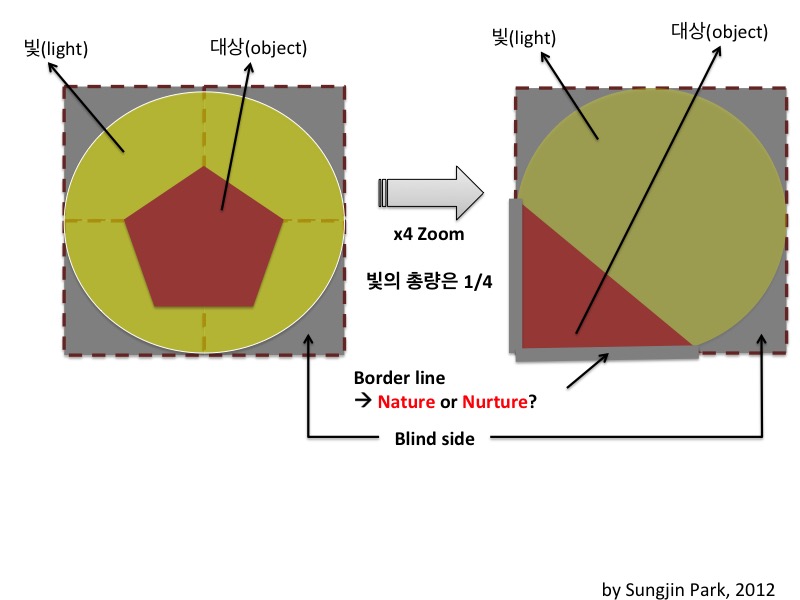 빛(light)
대상(object)
빛(light)
대상(object)
x4 Zoom
빛의 총량은 1/4
Border line
→ Nature or Nurture?
Blind side
by Sungjin Park, 2012